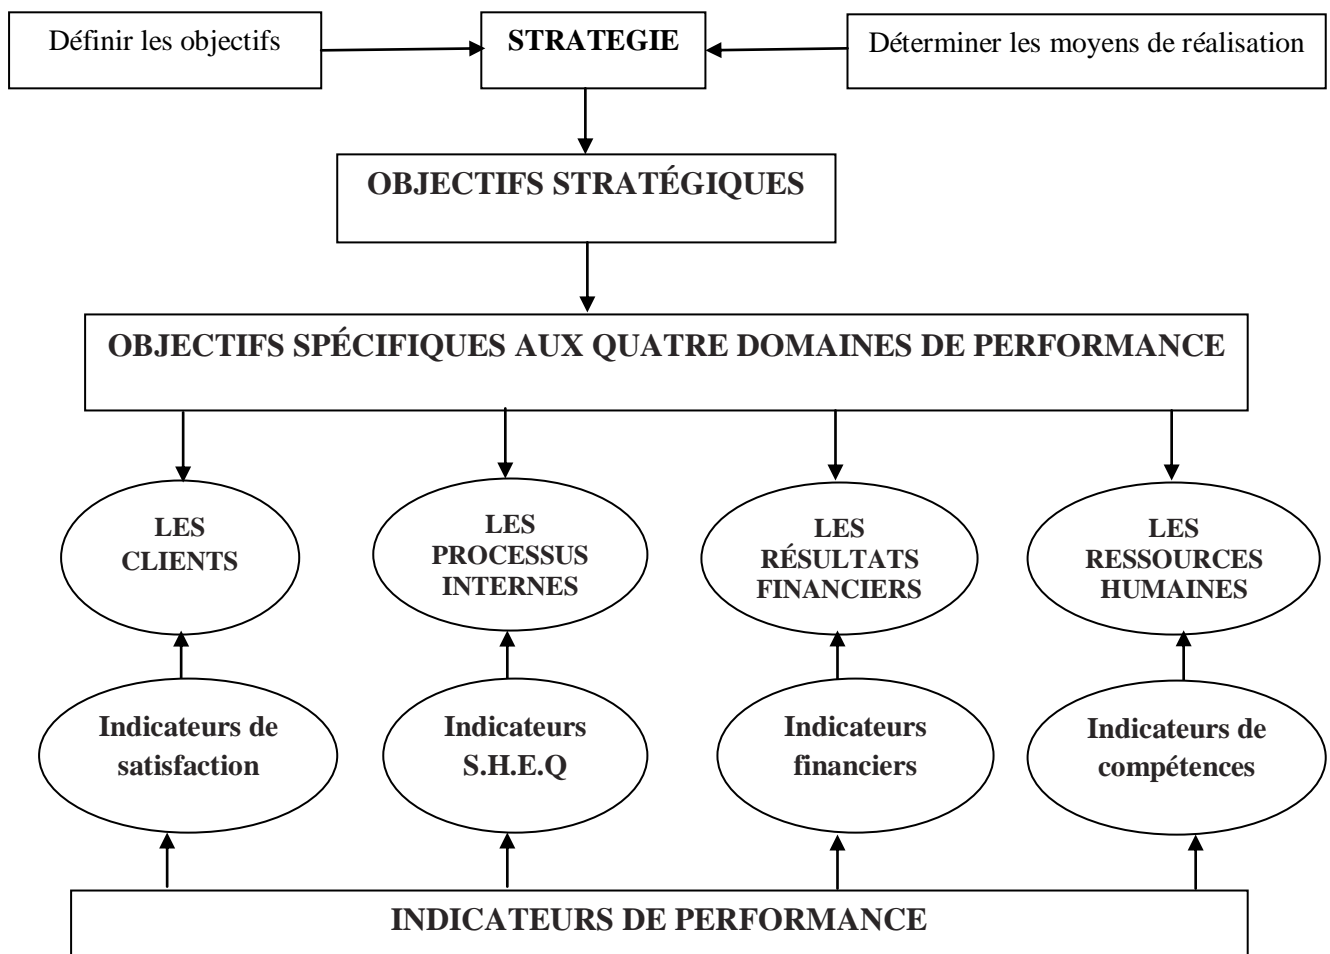 Définir les objectifs
STRATEGIE
Déterminer les moyens de réalisation
OBJECTIFS STRATÉGIQUES
OBJECTIFS SPÉCIFIQUES AUX QUATRE DOMAINES DE PERFORMANCE
LES
CLIENTS
LES
PROCESSUS
INTERNES
LES
RÉSULTATS
FINANCIERS
LES
RESSOURCES
HUMAINES
Indicateurs de
satisfaction
Indicateurs
S.H.E.Q
Indicateurs
financiers
Indicateurs de
compétences
INDICATEURS DE PERFORMANCE